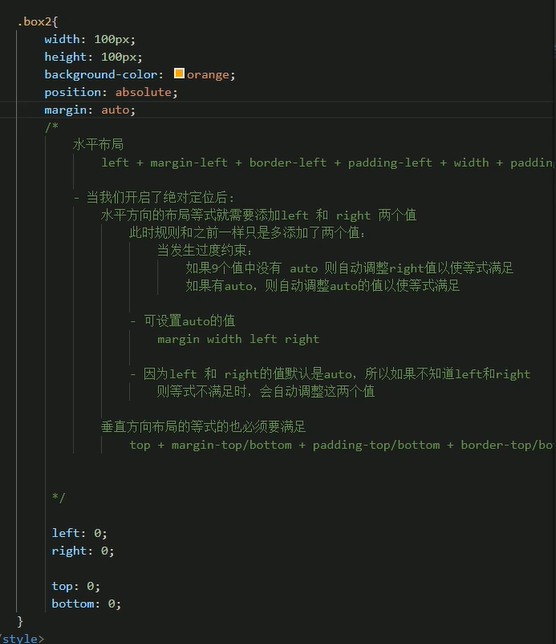 .box2{
width: 100px;
height: 100px;
background-color: orange;
position: absolute;
margin: auto;
/*
水平布局
left + margin-left + border-left + padding-left + width + paddin
- 当我们开启了绝对定位后:
水平方向的布局等式就需要添加left 和 right 两个值
此时规则和之前一样只是多添加了两个值:
当发生过度约束:
如果9个值中没有 auto 则自动调整right值以使等式满足
如果有auto，则自动调整auto的值以使等式满足
- 可设置auto的值
margin width left right
- 因为left 和 right的值默认是auto，所以如果不知道left和right
则等式不满足时，会自动调整这两个值
垂直方向布局的等式的也必须要满足
top + margin-top/bottom + padding-top/bottom + border-top/bo
*/
left: 0;
right: 0;
top: 0;
bottom: 0;
}
/style>